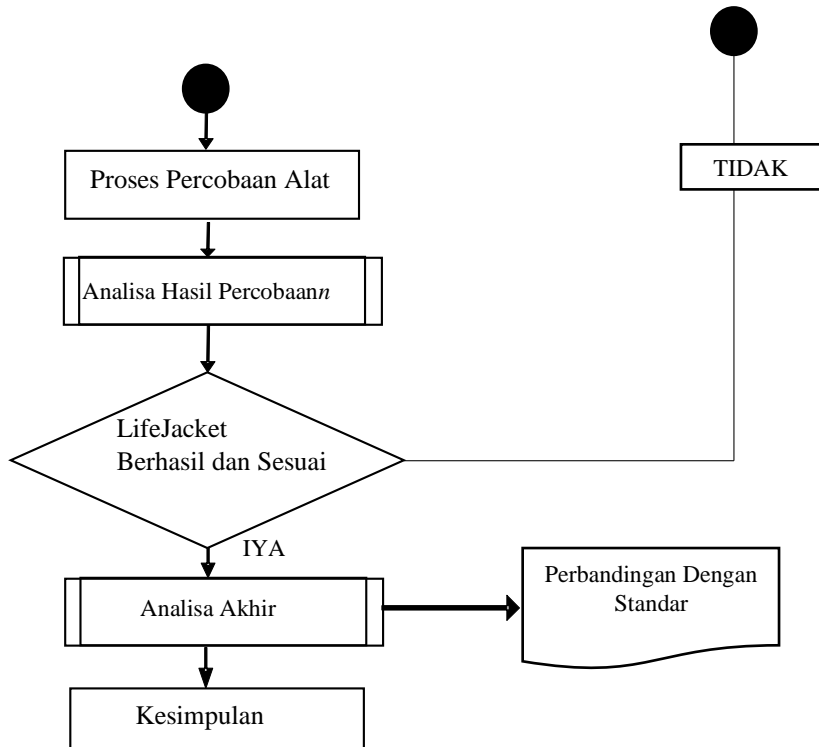 Proses Percobaan Alat
TIDAK
Analisa Hasil Percobaann
LifeJacket
Berhasil dan Sesuai
IYA
Analisa Akhir
Perbandingan Dengan
Standar
Kesimpulan